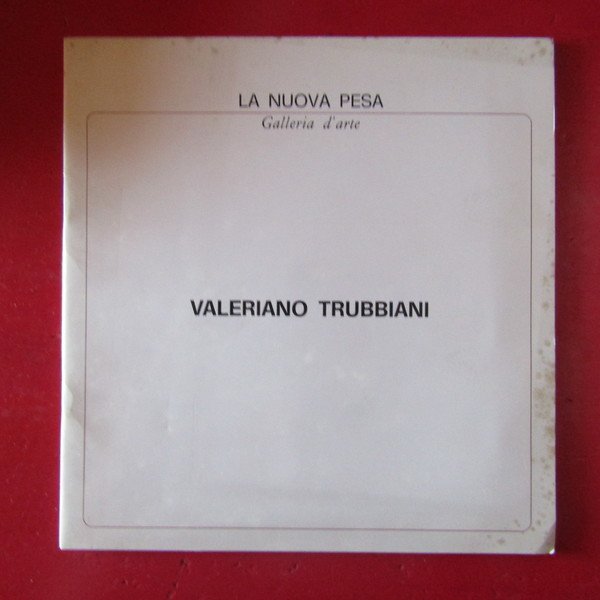 LA NUOVA PESA
Galleria d'arte
VALERIANO TRUBBIANI